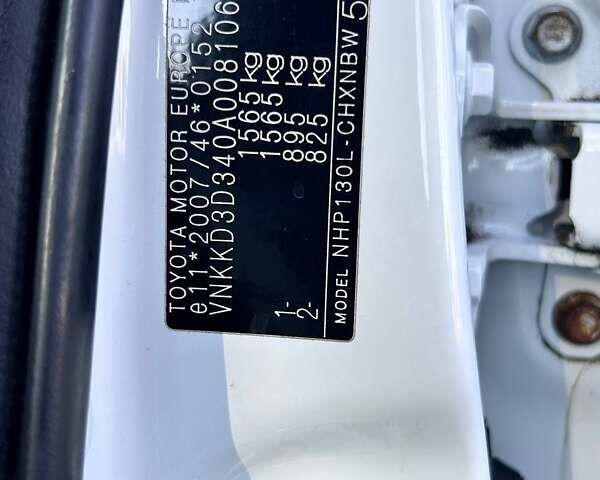 TOYOTA MOTOR EUROPE
e11*2007/46*0152
VNKKD3D340A008106
1565 kg
1565 kg
1- 895 kg
2- 825 kg
MODEL NHP130L-CHXNBW 5